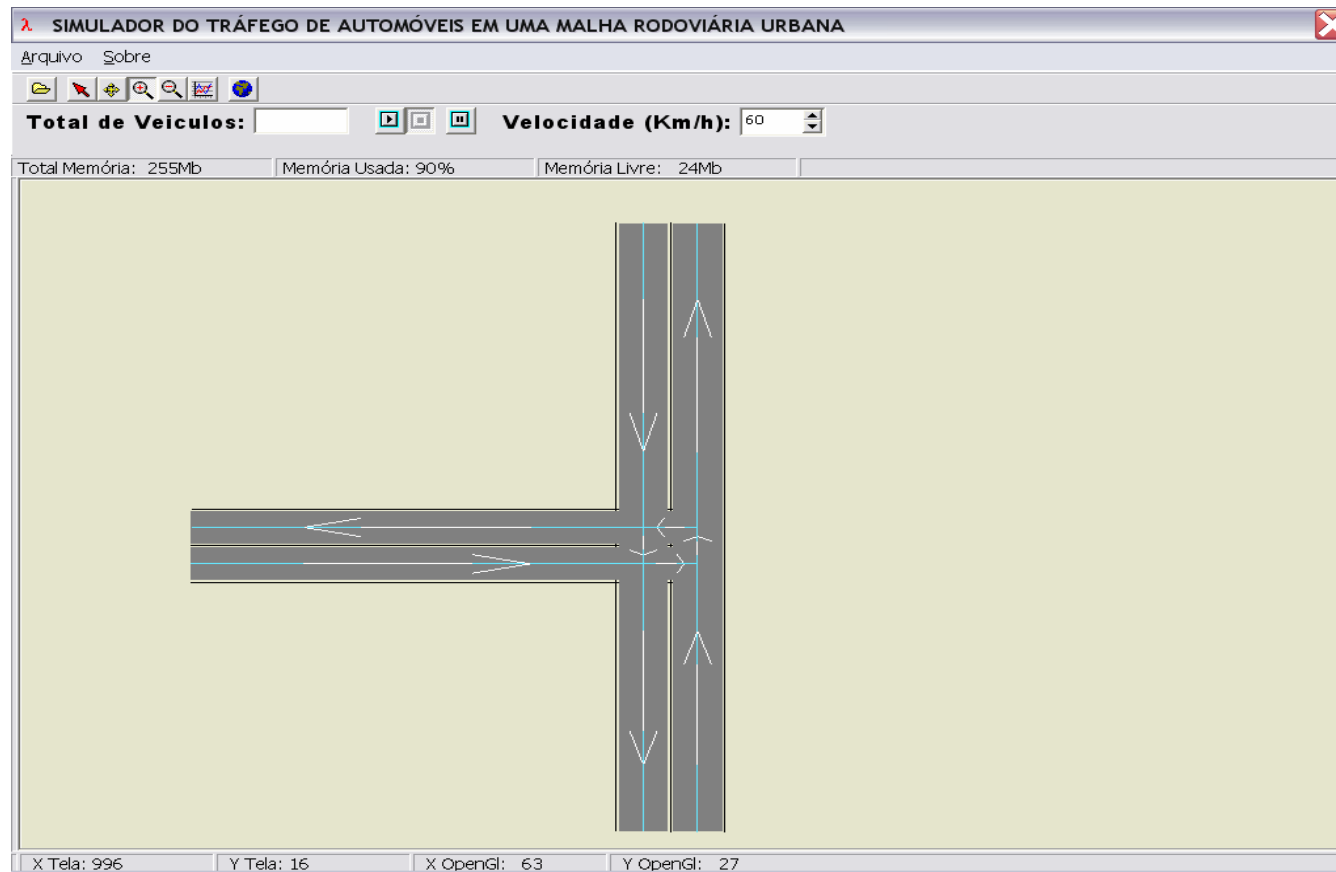 λ SIMULADOR DO TRÁFEGO DE AUTOMÓVEIS EM UMA MALHA RODOVIÁRIA URBANA
Arquivo Sobre
Total de Veiculos: Velocidade (Km/h): 60
Total Memória: 255Mb Memória Usada: 90% Memória Livre: 24Mb
X Tela: 996 Y Tela: 16 X OpenGl: 63 Y OpenGl: 27